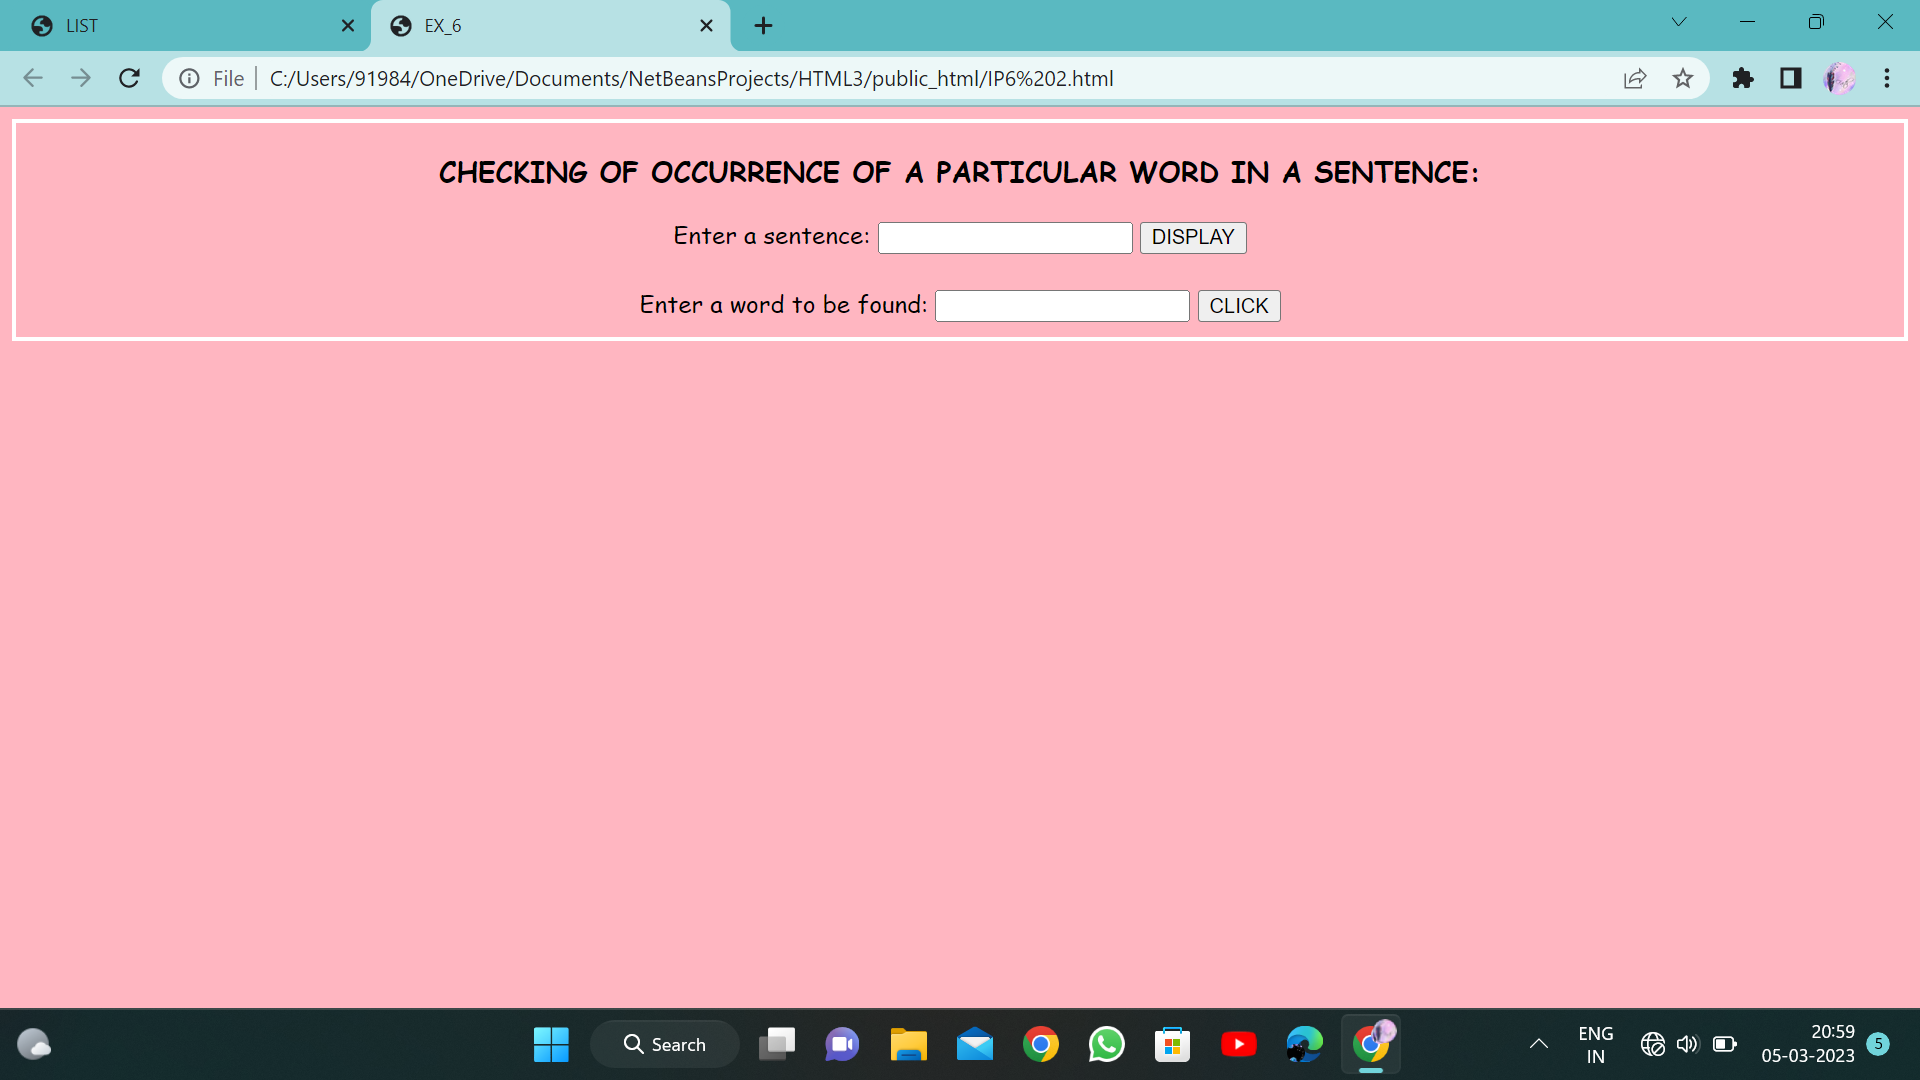 LIST
EX_6
File
C:/Users/91984/OneDrive/Documents/NetBeansProjects/HTML3/public_html/IP6%202.html
CHECKING OF OCCURRENCE OF A PARTICULAR WORD IN A SENTENCE:
Enter a sentence: DISPLAY
Enter a word to be found: CLICK
Search
ENG
IN
20:59
05-03-2023
5